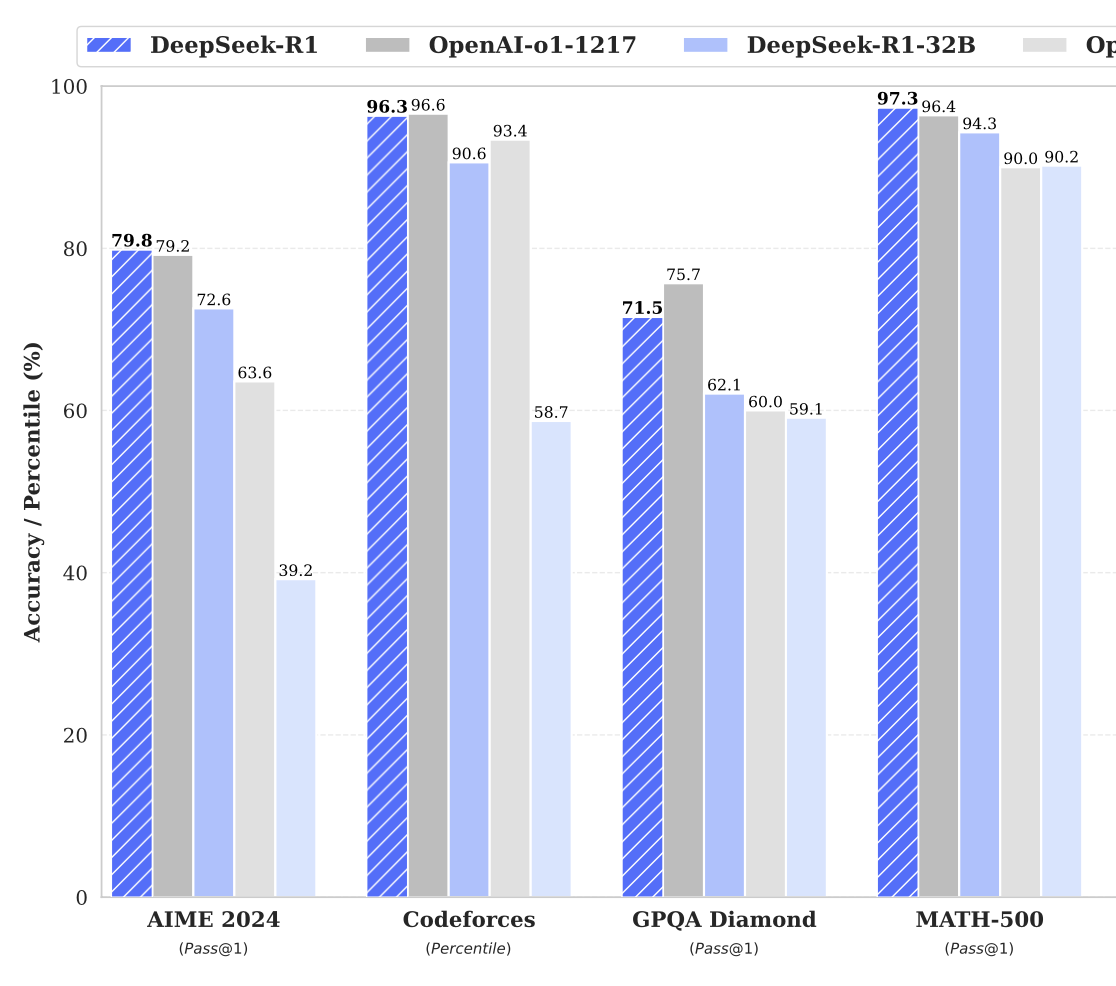 DeepSeek-R1 OpenAI-o1-1217 DeepSeek-R1-32B Op
100
80
60
40
20
0
Accuracy / Percentile (%)
79.8 79.2 72.6 63.6 39.2
96.3 96.6 90.6 93.4 58.7
71.5 75.7 62.1 60.0 59.1
97.3 96.4 94.3 90.0 90.2
AIME 2024 Codeforces GPQA Diamond MATH-500
(Pass@1) (Percentile) (Pass@1) (Pass@1)